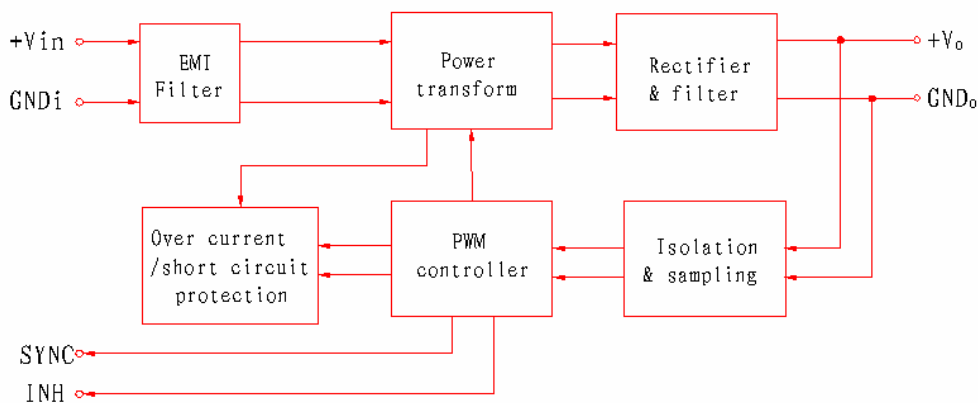 +Vin
GNDi
EMI
Filter
Power
transform
Rectifier
& filter
+Vo
GNDo
Over current
/short circuit
protection
PWM
controller
Isolation
& sampling
SYNC
INH